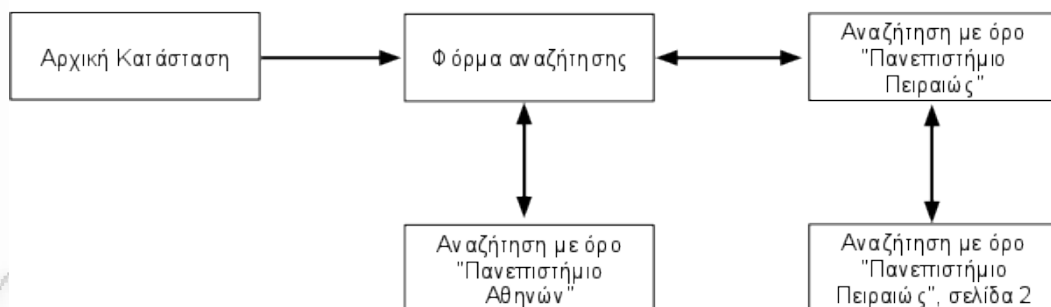 Αρχική Κατάσταση
Φόρμα αναζήτησης
Αναζήτηση με όρο
"Πανεπιστήμιο
Πειραιώς"
Αναζήτηση με όρο
"Πανεπιστήμιο
Αθηνών"
Αναζήτηση με όρο
"Πανεπιστήμιο
Πειραιώς", σελίδα 2